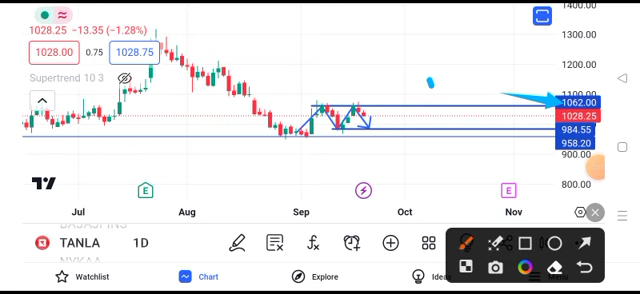 1400.00
1028.25 −13.35 (−1.28%)
1300.00
1028.00 0.75 1028.75
1200.00
Supertrend 10 3
1100.00
1062.00
1028.25
984.55
958.20
900.00
E E
800.00
Jul Aug Sep Oct Nov
TANLA 1D
Watchlist Chart Explore Ideas Menu